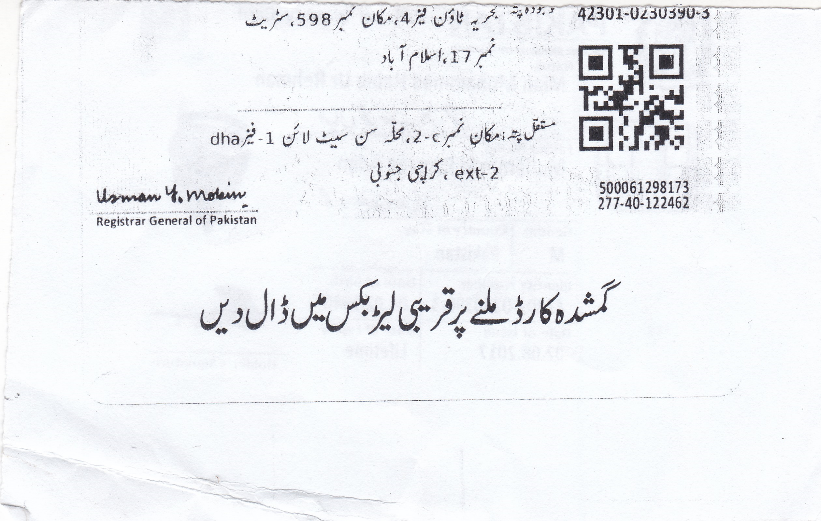 موجودہ پتہ: بحریہ ٹاؤن فیز 4، مکان نمبر 598، سٹریٹ
نمبر 17، اسلام آباد
42301-0230390-3
مستقل پتہ: مکان نمبر 2-c، محلہ سن سیٹ لائن 1-فیز dha
ext-2 ، کراچی جنوبی
500061298173
277-40-122462
Usman Y. Mobin
Registrar General of Pakistan
گمشدہ کارڈ ملنے پر قریبی لیٹر بکس میں ڈال دیں